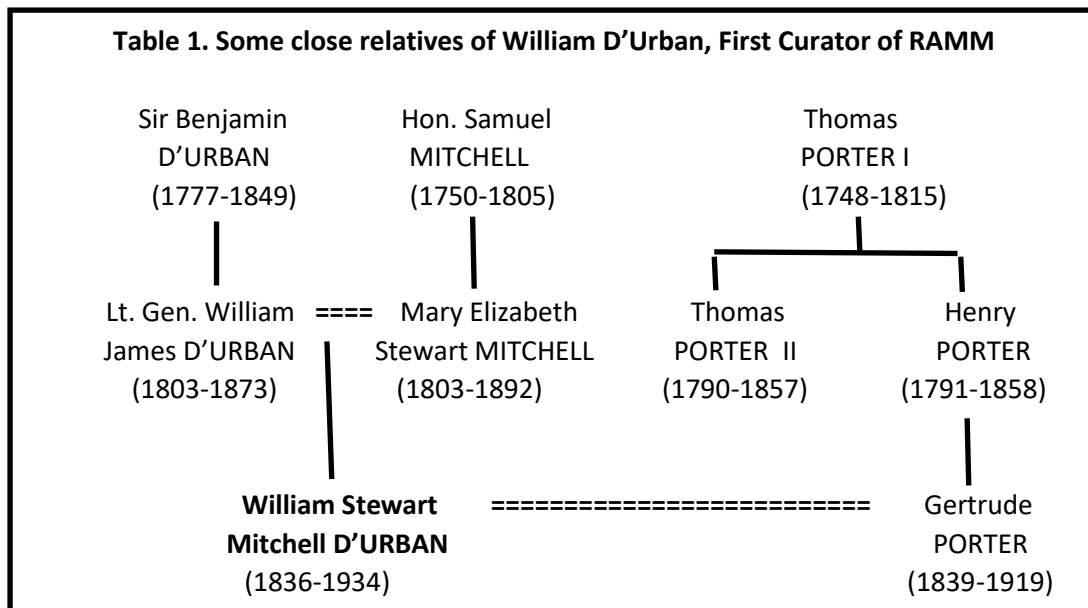 Table 1. Some close relatives of William D’Urban, First Curator of RAMM
Sir Benjamin Hon. Samuel Thomas
D’URBAN MITCHELL PORTER I
(1777-1849) (1750-1805) (1748-1815)
Lt. Gen. William ==== Mary Elizabeth Thomas Henry
James D’URBAN Stewart MITCHELL PORTER II PORTER
(1803-1873) (1803-1892) (1790-1857) (1791-1858)
William Stewart ========================== Gertrude
Mitchell D’URBAN PORTER
(1836-1934) (1839-1919)